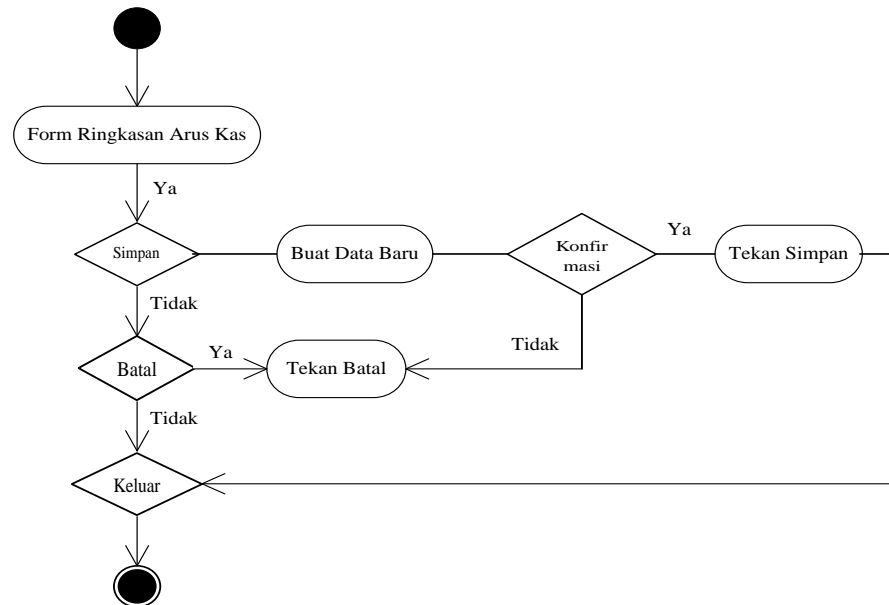 Form Ringkasan Arus Kas
Ya
Simpan
Buat Data Baru
Konfir
masi
Ya
Tekan Simpan
Tidak
Batal
Ya
Tekan Batal
Tidak
Tidak
Keluar